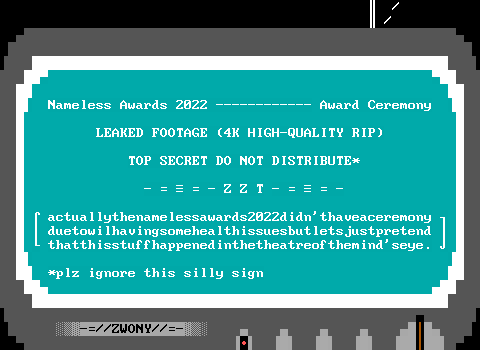 Nameless Awards 2022 ------------ Award Ceremony
LEAKED FOOTAGE (4K HIGH-QUALITY RIP)
TOP SECRET DO NOT DISTRIBUTE*
- = ≡ = - Z Z T - = ≡ = -
actuallythenamelessawards2022didn'thaveaceremony
duetowilhavingsomehealthissuesbutletsjustpretend
thatthisstuffhappenedinthetheatreofthemind'seye.
*plz ignore this silly sign
-=//ZWONY//=-